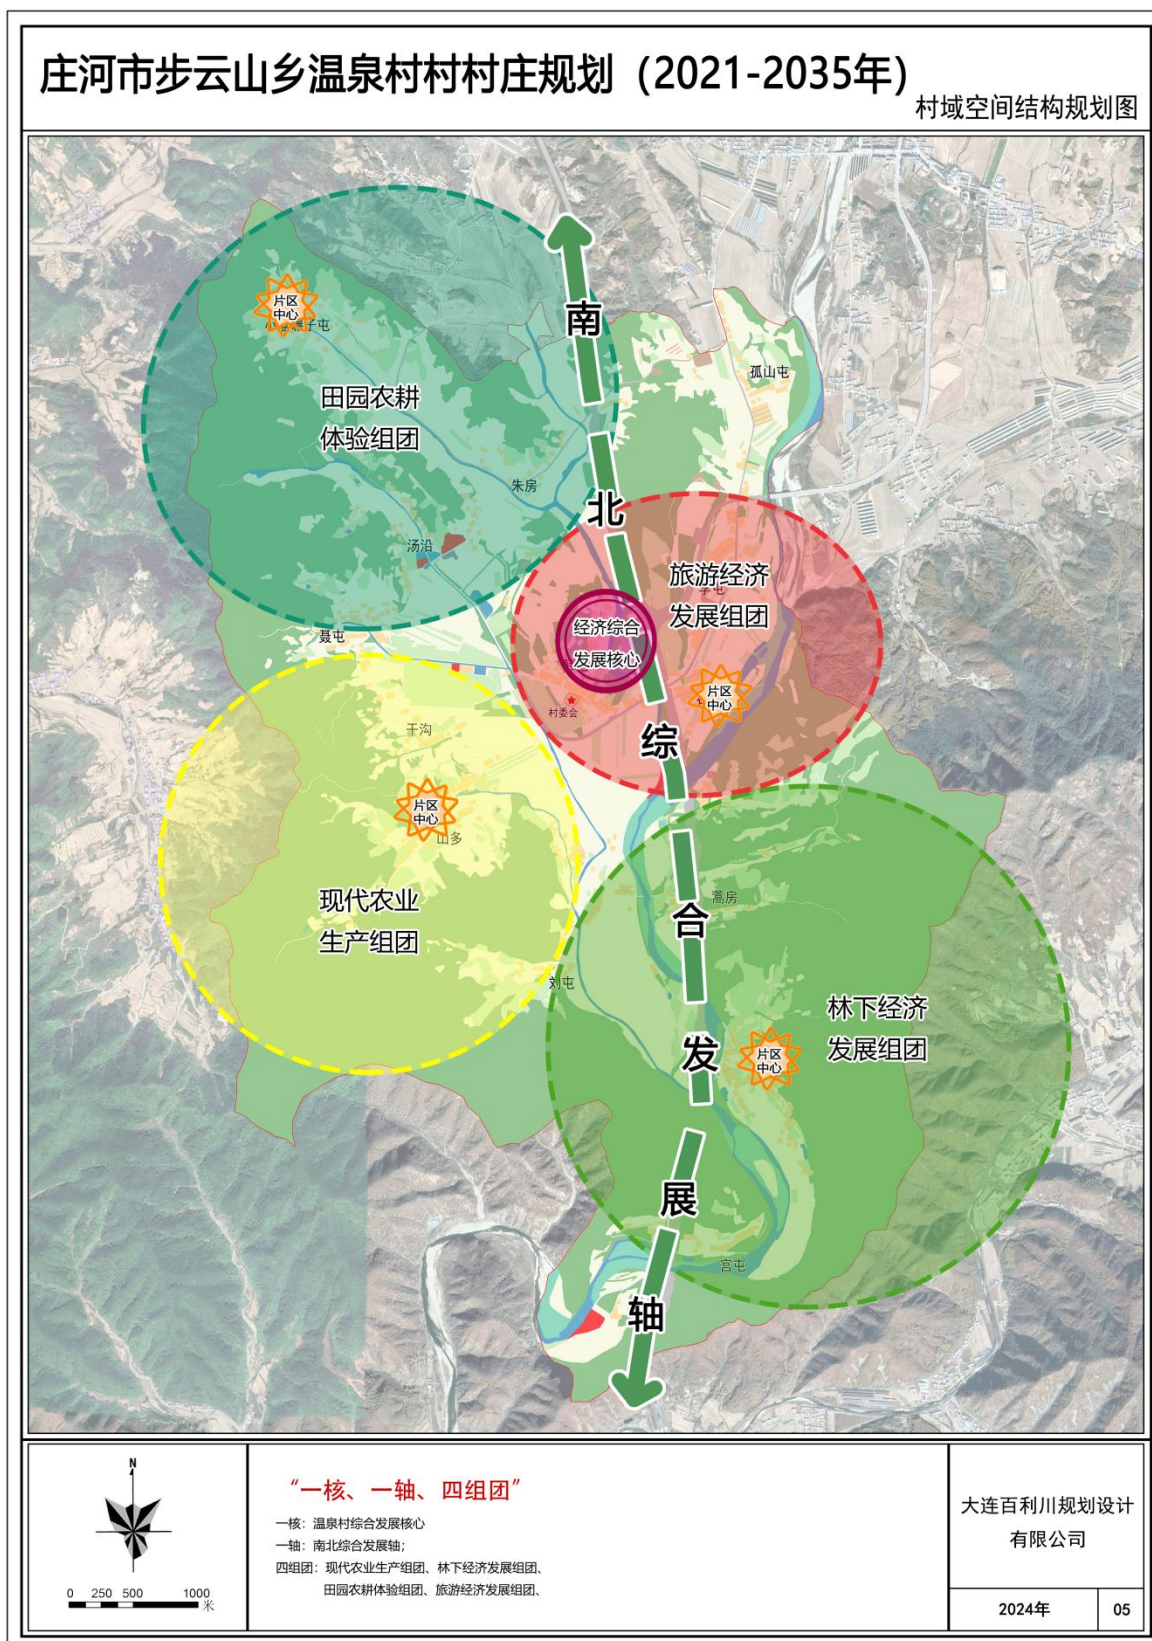 庄河市步云山乡温泉村村村庄规划（2021-2035年）
村域空间结构规划图
南
北
综
合
发
展
轴
片区
中心
田园农耕
体验组团
孤山屯
朱房
汤沿
聂屯
旅游经济
发展组团
经济综合
发展核心
片区
中心
村委会
干沟
片区
中心
山多
现代农业
生产组团
刘屯
蒿房
林下经济
发展组团
片区
中心
宫屯
N
0 250 500 1000
米
“一核、一轴、四组团”
一核：温泉村综合发展核心
一轴：南北综合发展轴；
四组团：现代农业生产组团、林下经济发展组团、
田园农耕体验组团、旅游经济发展组团、
大连百利川规划设计
有限公司
2024年
05